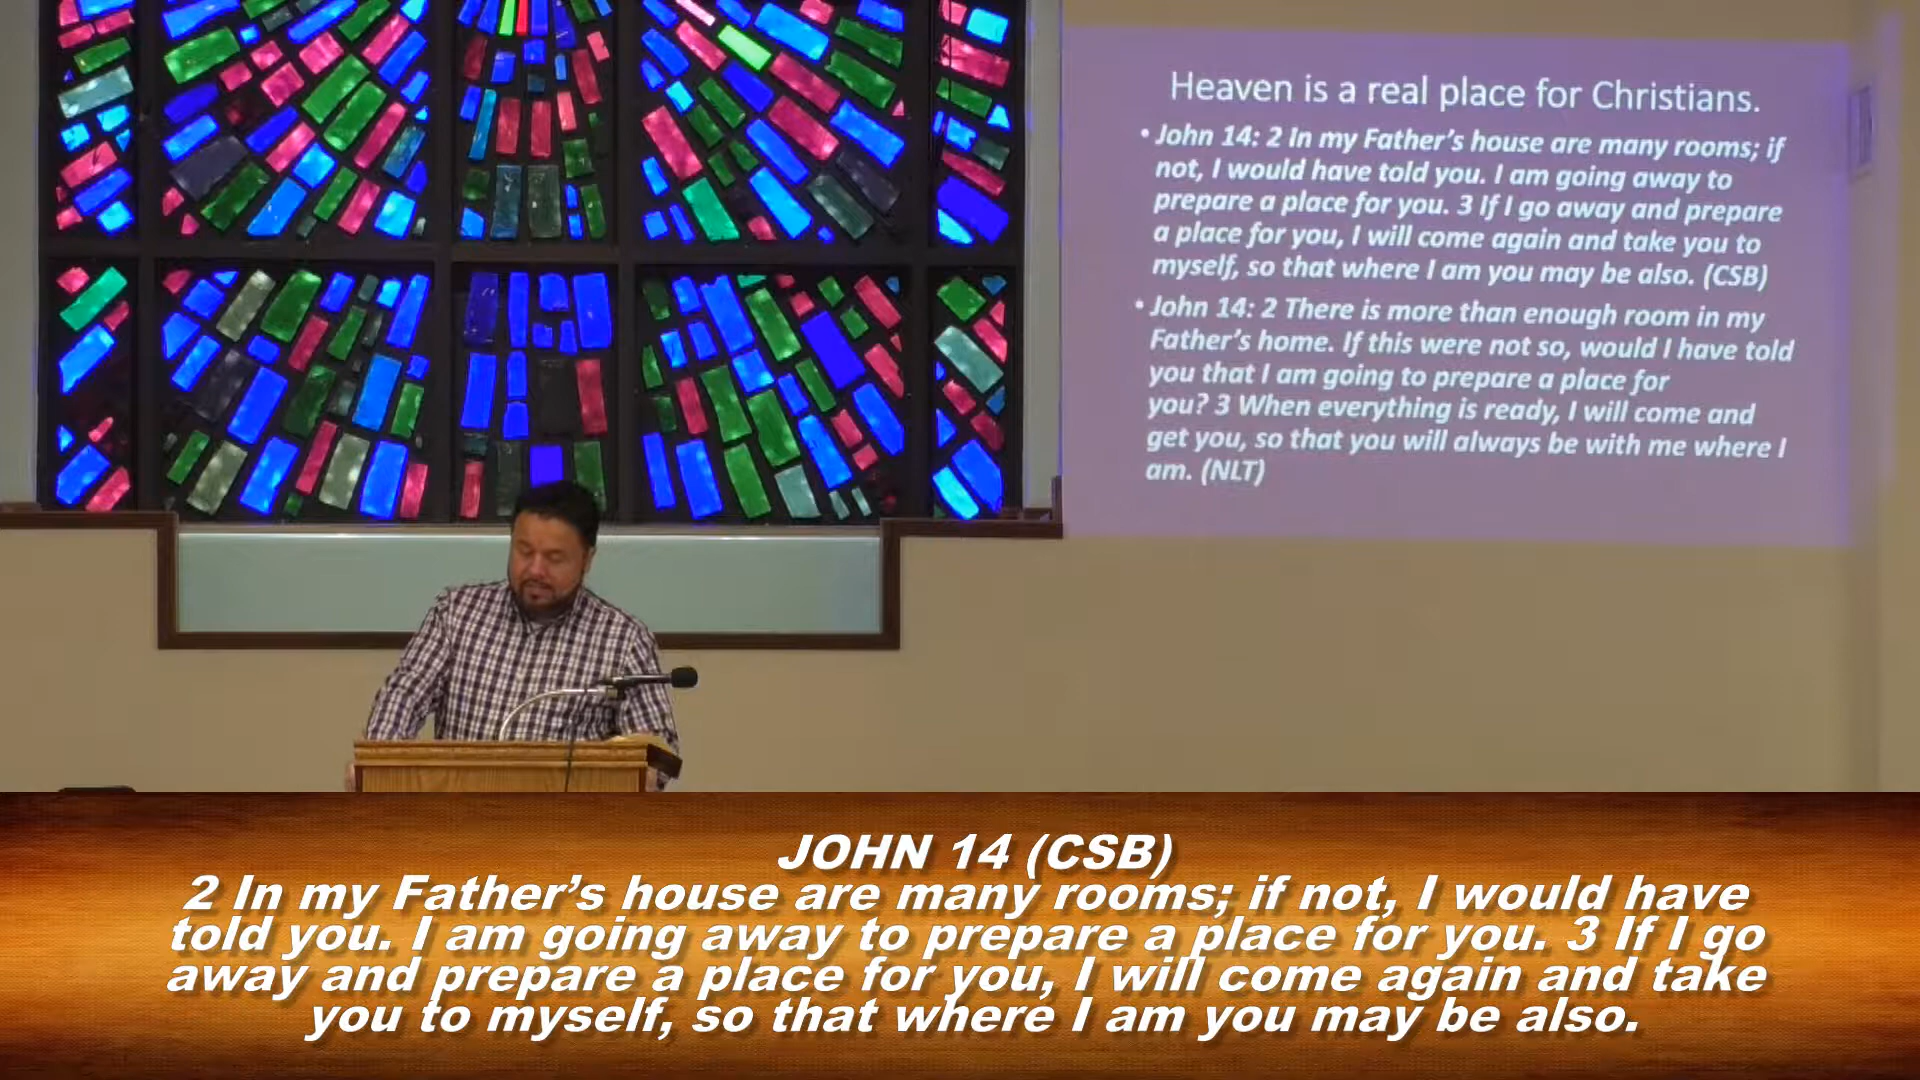 Heaven is a real place for Christians.
• John 14: 2 In my Father’s house are many rooms; if
not, I would have told you. I am going away to
prepare a place for you. 3 If I go away and prepare
a place for you, I will come again and take you to
myself, so that where I am you may be also. (CSB)
• John 14: 2 There is more than enough room in my
Father’s home. If this were not so, would I have told
you that I am going to prepare a place for
you? 3 When everything is ready, I will come and
get you, so that you will always be with me where I
am. (NLT)
JOHN 14 (CSB)
2 In my Father’s house are many rooms; if not, I would have
told you. I am going away to prepare a place for you. 3 If I go
away and prepare a place for you, I will come again and take
you to myself, so that where I am you may be also.